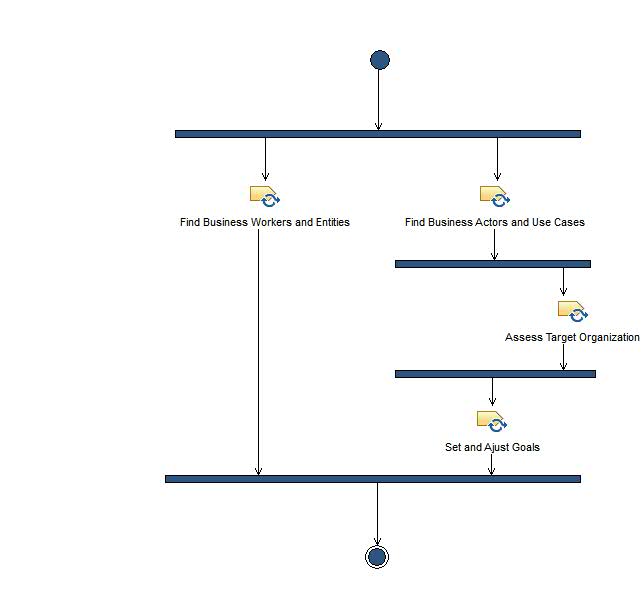 Find Business Workers and Entities
Find Business Actors and Use Cases
Assess Target Organization
Set and Ajust Goals